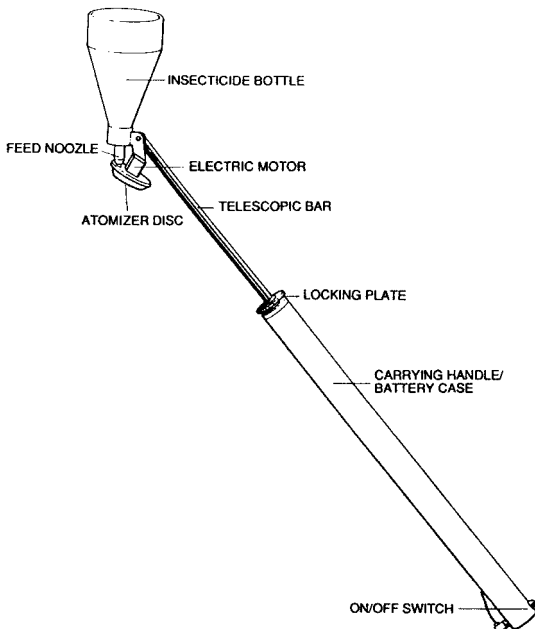 INSECTICIDE BOTTLE
FEED NOOZLE
ELECTRIC MOTOR
TELESCOPIC BAR
ATOMIZER DISC
LOCKING PLATE
CARRYING HANDLE/
BATTERY CASE
ON/OFF SWITCH